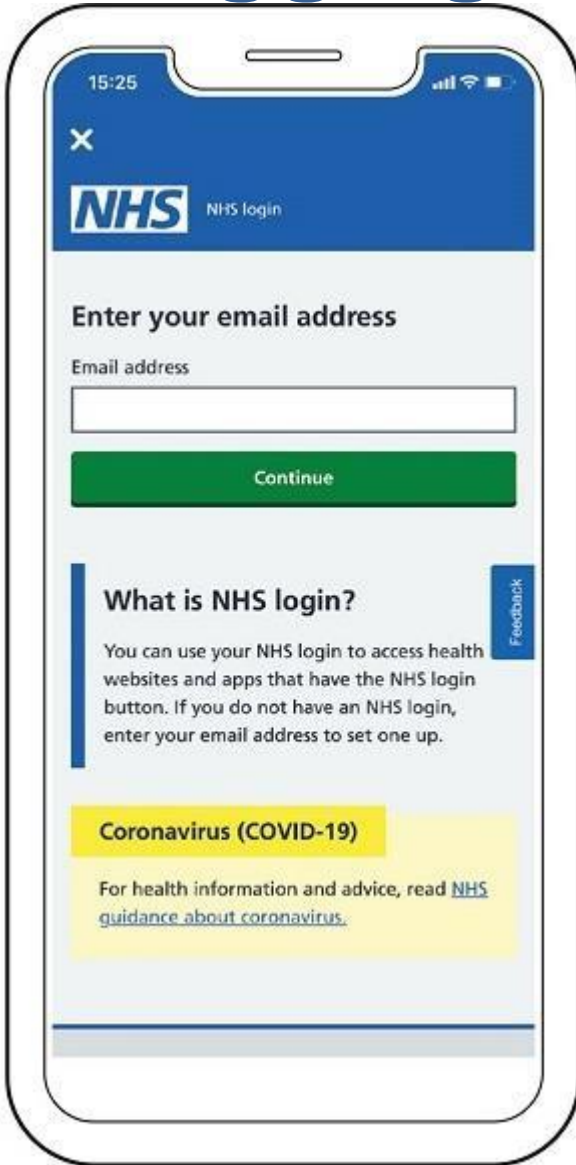 15:25
NHS NHS login
Enter your email address
Email address
Continue
What is NHS login?
Feedback
You can use your NHS login to access health
websites and apps that have the NHS login
button. If you do not have an NHS login,
enter your email address to set one up.
Coronavirus (COVID-19)
For health information and advice, read NHS
guidance about coronavirus.